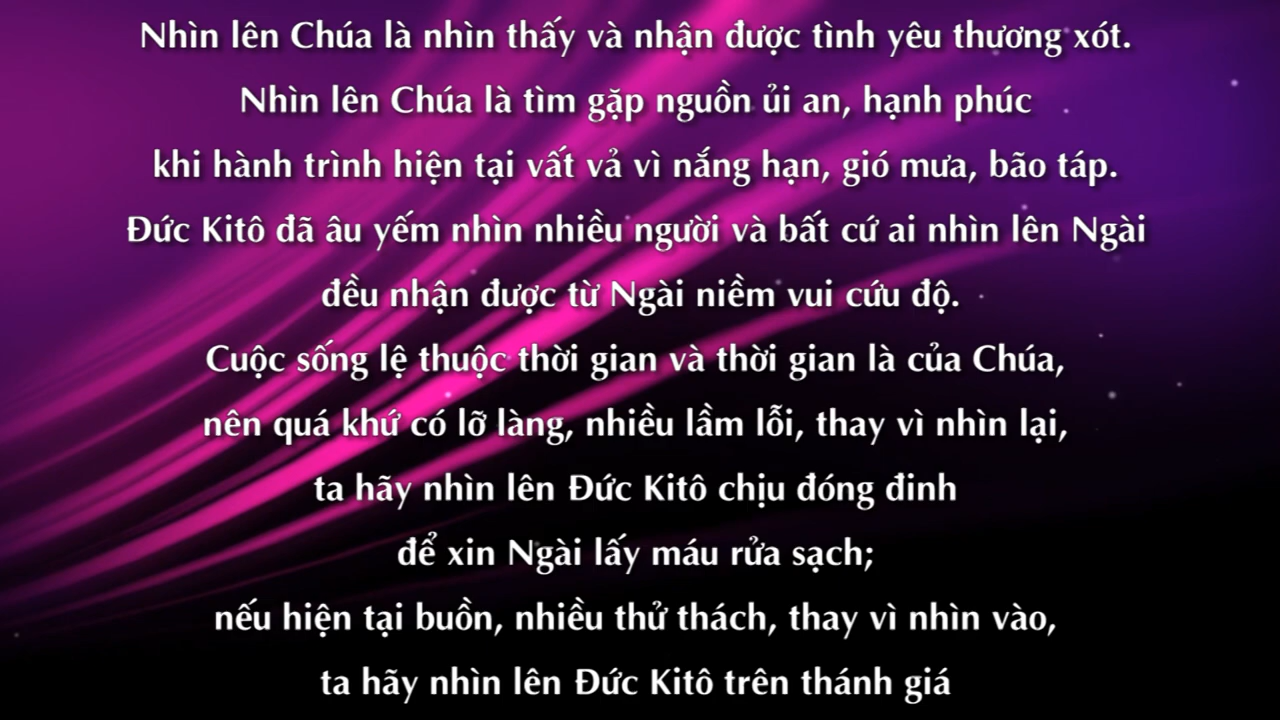 Nhìn lên Chúa là nhìn thấy và nhận được tình yêu thương xót.
Nhìn lên Chúa là tìm gặp nguồn ủi an, hạnh phúc
khi hành trình hiện tại vất vả vì nắng hạn, gió mưa, bão táp.
Đức Kitô đã âu yếm nhìn nhiều người và bất cứ ai nhìn lên Ngài
đều nhận được từ Ngài niềm vui cứu độ.
Cuộc sống lệ thuộc thời gian và thời gian là của Chúa,
nên quá khứ có lỡ làng, nhiều lầm lỗi, thay vì nhìn lại,
ta hãy nhìn lên Đức Kitô chịu đóng đinh
để xin Ngài lấy máu rửa sạch;
nếu hiện tại buồn, nhiều thử thách, thay vì nhìn vào,
ta hãy nhìn lên Đức Kitô trên thánh giá